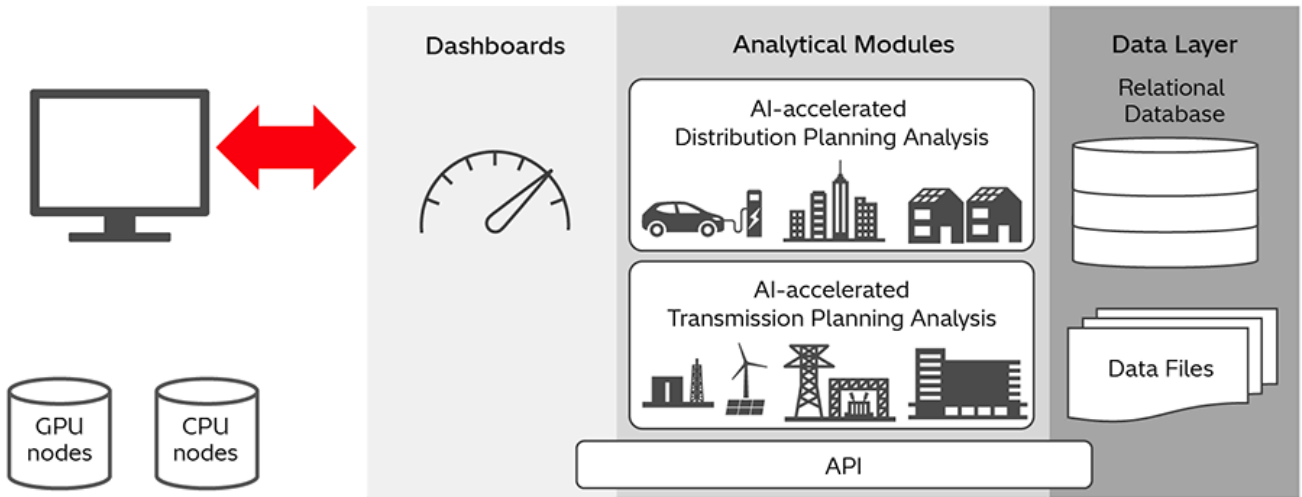 Dashboards
Analytical Modules
Data Layer
AI-accelerated
Distribution Planning Analysis
AI-accelerated
Transmission Planning Analysis
Relational
Database
Data Files
GPU
nodes
CPU
nodes
API